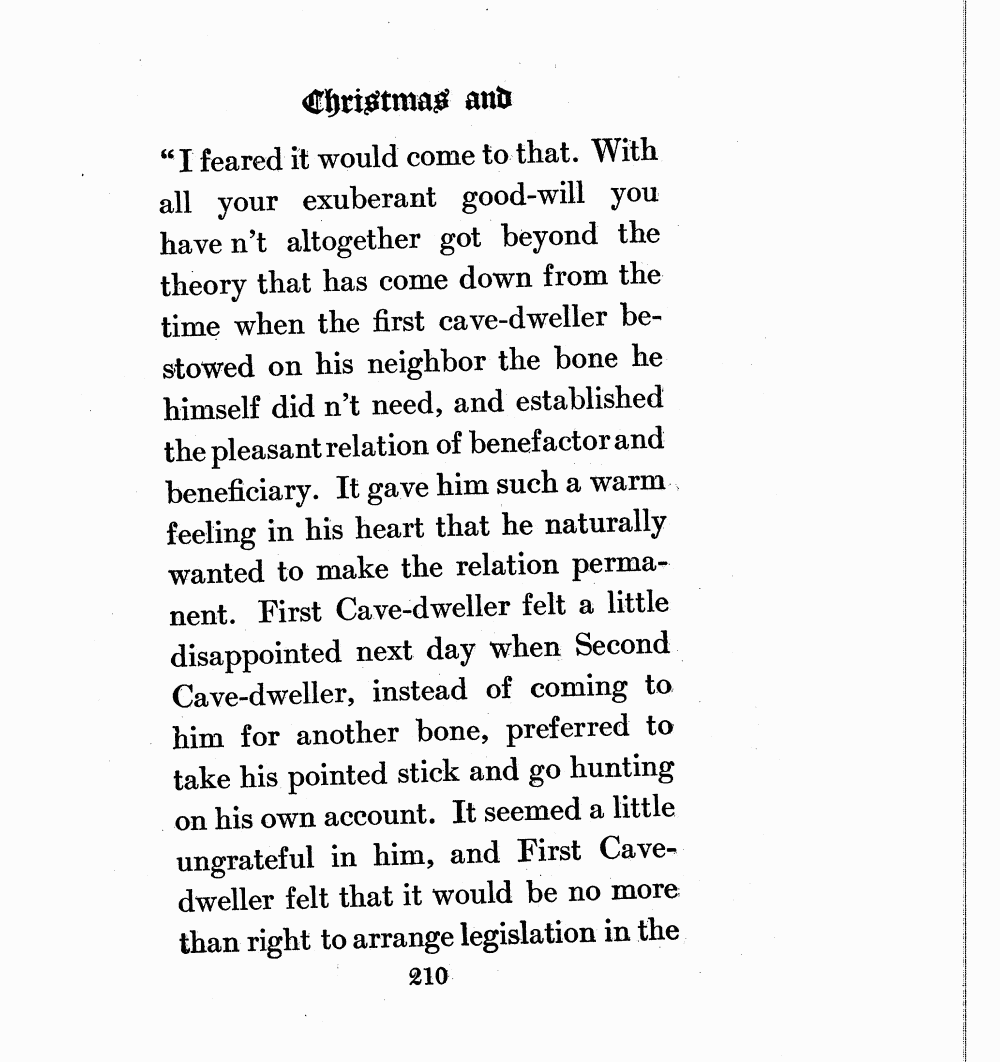 Christmas and
“I feared it would come to that. With
all your exuberant good-will you
have n’t altogether got beyond the
theory that has come down from the
time when the first cave-dweller be-
stowed on his neighbor the bone he
himself did n’t need, and established
the pleasant relation of benefactor and
beneficiary. It gave him such a warm
feeling in his heart that he naturally
wanted to make the relation perma-
nent. First Cave-dweller felt a little
disappointed next day when Second
Cave-dweller, instead of coming to
him for another bone, preferred to
take his pointed stick and go hunting
on his own account. It seemed a little
ungrateful in him, and First Cave-
dweller felt that it would be no more
than right to arrange legislation in the
210